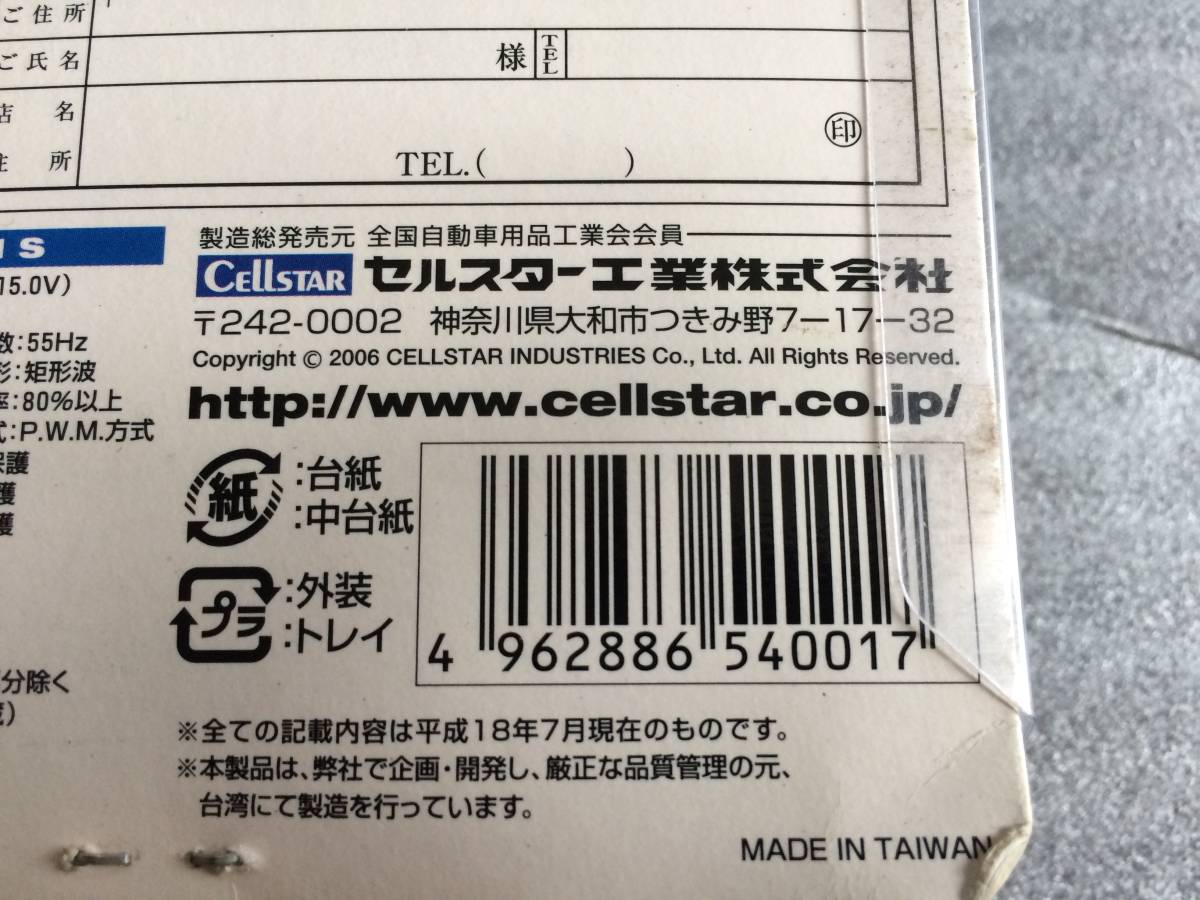 ご住所
ご氏名 様 TEL
店名 印
住所 TEL.( )
1 S
15.0V)
数:55Hz
形:矩形波
率:80%以上
式:P.W.M.方式
保護
護
護
分除く
製造総発売元 全国自動車用品工業会会員
CELLSTAR セルスター工業株式会社
〒242-0002 神奈川県大和市つきみ野7-17-32
Copyright © 2006 CELLSTAR INDUSTRIES Co., Ltd. All Rights Reserved.
http://www.cellstar.co.jp/
紙 :台紙
:中台紙
プラ :外装
:トレイ
4 962886 540017
※全ての記載内容は平成18年7月現在のものです。
※本製品は、弊社で企画・開発し、厳正な品質管理の元、
台湾にて製造を行っています。
MADE IN TAIWAN